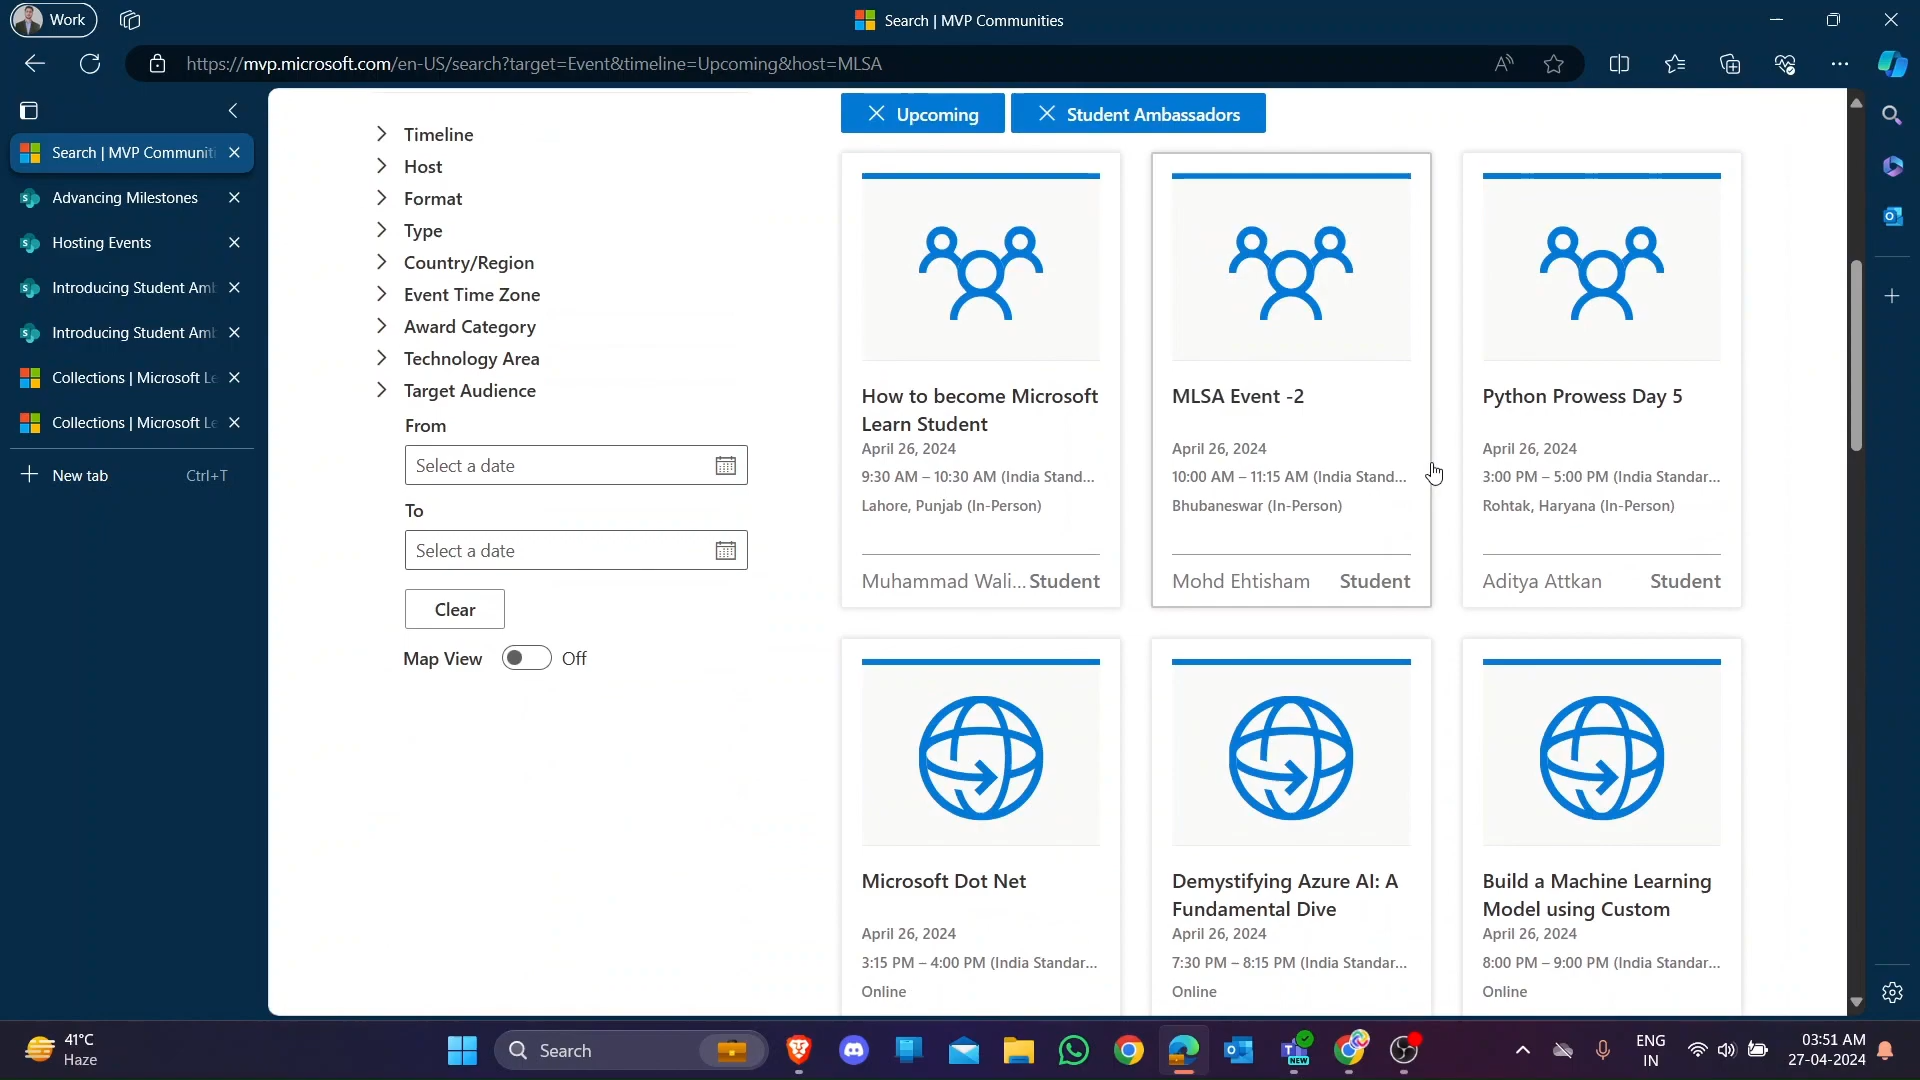 Work
Search | MVP Communities
https://mvp.microsoft.com/en-US/search?target=Event&timeline=Upcoming&host=MLSA
Search | MVP Communiti
Advancing Milestones
Hosting Events
Introducing Student Amb
Introducing Student Amb
Collections | Microsoft Le
Collections | Microsoft Le
New tab Ctrl+T
Timeline
Host
Format
Type
Country/Region
Event Time Zone
Award Category
Technology Area
Target Audience
From
Select a date
To
Select a date
Clear
Map View Off
Upcoming
Student Ambassadors
How to become Microsoft
Learn Student
April 26, 2024
9:30 AM – 10:30 AM (India Stand...
Lahore, Punjab (In-Person)
Muhammad Wali... Student
MLSA Event -2
April 26, 2024
10:00 AM – 11:15 AM (India Stand...
Bhubaneswar (In-Person)
Mohd Ehtisham Student
Python Prowess Day 5
April 26, 2024
3:00 PM – 5:00 PM (India Standar...
Rohtak, Haryana (In-Person)
Aditya Attkan Student
Microsoft Dot Net
April 26, 2024
3:15 PM – 4:00 PM (India Standar...
Online
Demystifying Azure AI: A
Fundamental Dive
April 26, 2024
7:30 PM – 8:15 PM (India Standar...
Online
Build a Machine Learning
Model using Custom
April 26, 2024
8:00 PM – 9:00 PM (India Standar...
Online
41°C
Haze
Search
NEW
ENG
IN
03:51 AM
27-04-2024